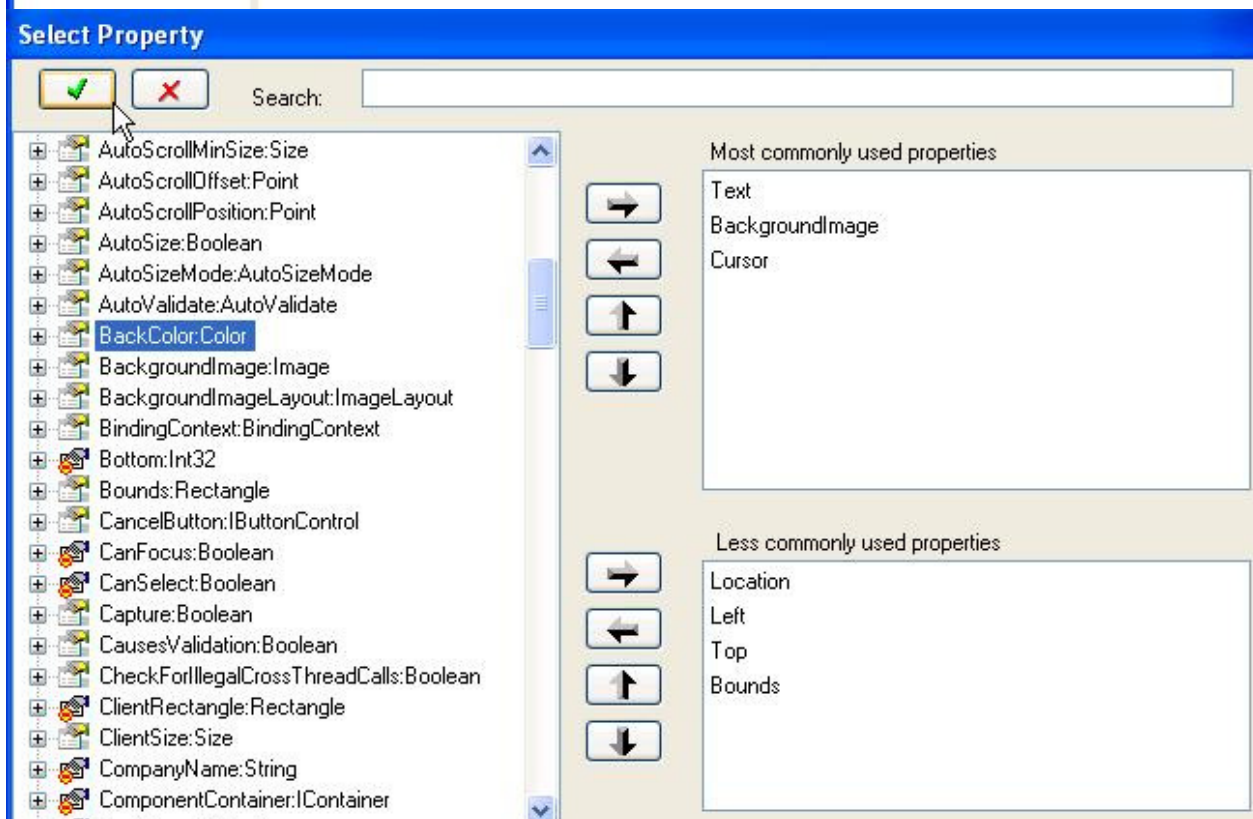 Select Property
Search:
AutoScrollMinSize:Size
AutoScrollOffset:Point
AutoScrollPosition:Point
AutoSize:Boolean
AutoSizeMode:AutoSizeMode
AutoValidate:AutoValidate
BackColor:Color
BackgroundImage:Image
BackgroundImageLayout:ImageLayout
BindingContext:BindingContext
Bottom:Int32
Bounds:Rectangle
CancelButton:IButtonControl
CanFocus:Boolean
CanSelect:Boolean
Capture:Boolean
CausesValidation:Boolean
CheckForIllegalCrossThreadCalls:Boolean
ClientRectangle:Rectangle
ClientSize:Size
CompanyName:String
ComponentContainer:IContainer
Most commonly used properties
Text
BackgroundImage
Cursor
Less commonly used properties
Location
Left
Top
Bounds